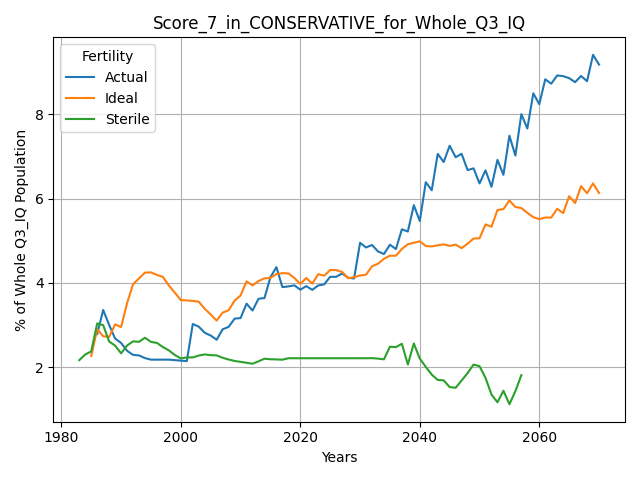 Score_7_in_CONSERVATIVE_for_Whole_Q3_IQ
Fertility
Actual
Ideal
Sterile
% of Whole Q3_IQ Population
8
6
4
2
1980
2000
2020
2040
2060
Years